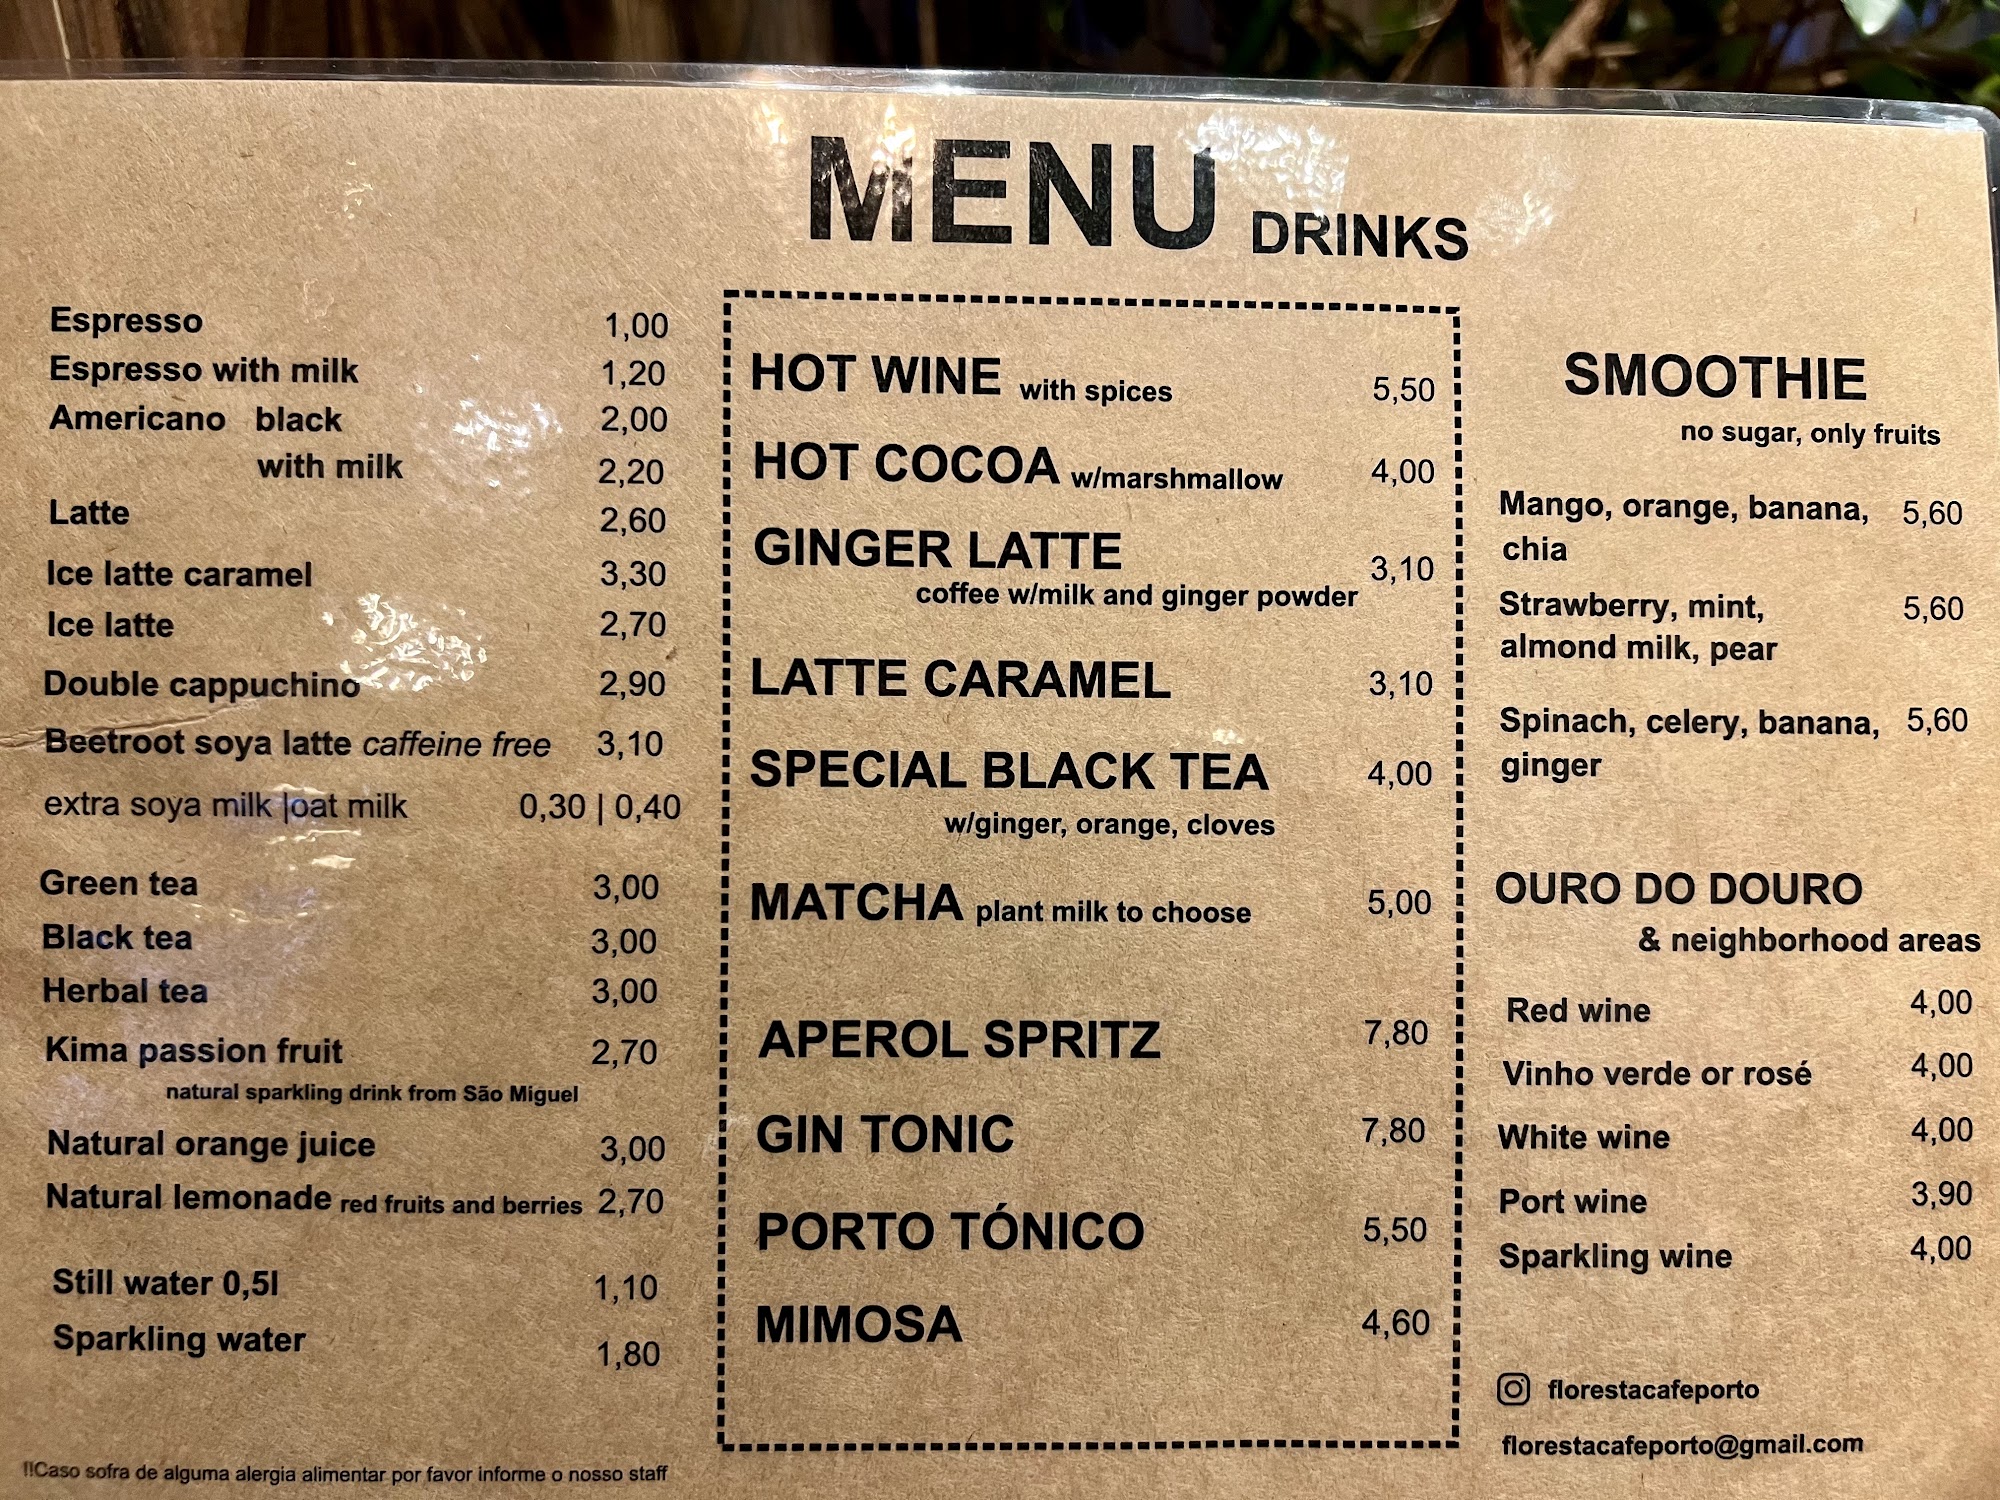 MENU DRINKS
Espresso 1,00
Espresso with milk 1,20
Americano black 2,00
with milk 2,20
Latte 2,60
Ice latte caramel 3,30
Ice latte 2,70
Double cappuchino 2,90
Beetroot soya latte caffeine free 3,10
extra soya milk |oat milk 0,30 | 0,40
Green tea 3,00
Black tea 3,00
Herbal tea 3,00
Kima passion fruit 2,70
natural sparkling drink from São Miguel
Natural orange juice 3,00
Natural lemonade red fruits and berries 2,70
Still water 0,5l 1,10
Sparkling water 1,80
!!Caso sofra de alguma alergia alimentar por favor informe o nosso staff
HOT WINE with spices 5,50
HOT COCOA w/marshmallow 4,00
GINGER LATTE 3,10
coffee w/milk and ginger powder
LATTE CARAMEL 3,10
SPECIAL BLACK TEA 4,00
w/ginger, orange, cloves
MATCHA plant milk to choose 5,00
APEROL SPRITZ 7,80
GIN TONIC 7,80
PORTO TÓNICO 5,50
MIMOSA 4,60
SMOOTHIE
no sugar, only fruits
Mango, orange, banana, 5,60
chia
Strawberry, mint, 5,60
almond milk, pear
Spinach, celery, banana, 5,60
ginger
OURO DO DOURO
& neighborhood areas
Red wine 4,00
Vinho verde or rosé 4,00
White wine 4,00
Port wine 3,90
Sparkling wine 4,00
florestacafeporto
florestacafeporto@gmail.com